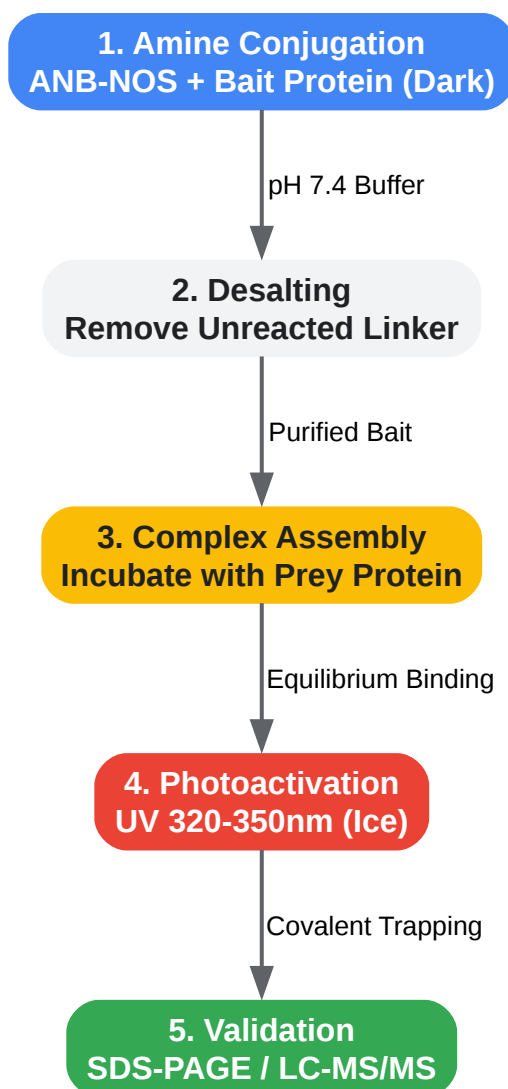 1. Amine Conjugation
ANB-NOS + Bait Protein (Dark)
pH 7.4 Buffer
2. Desalting
Remove Unreacted Linker
Purified Bait
3. Complex Assembly
Incubate with Prey Protein
Equilibrium Binding
4. Photoactivation
UV 320-350nm (Ice)
Covalent Trapping
5. Validation
SDS-PAGE / LC-MS/MS